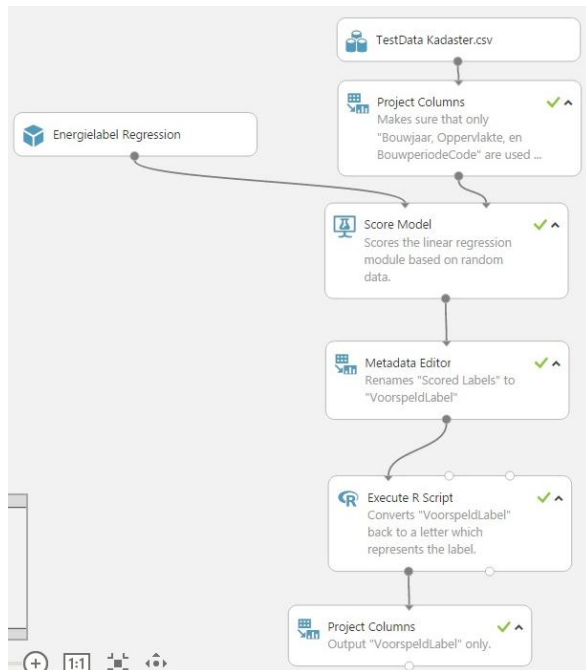 TestData Kadaster.csv
Project Columns
Makes sure that only
"Bouwjaar, Oppervlakte, en
BouwperiodeCode" are used ...
Energielabel Regression
Score Model
Scores the linear regression
module based on random
data.
Metadata Editor
Renames "Scored Labels" to
"VoorspeldLabel"
Execute R Script
Converts "VoorspeldLabel"
back to a letter which
represents the label.
Project Columns
Output "VoorspeldLabel" only.
1:1